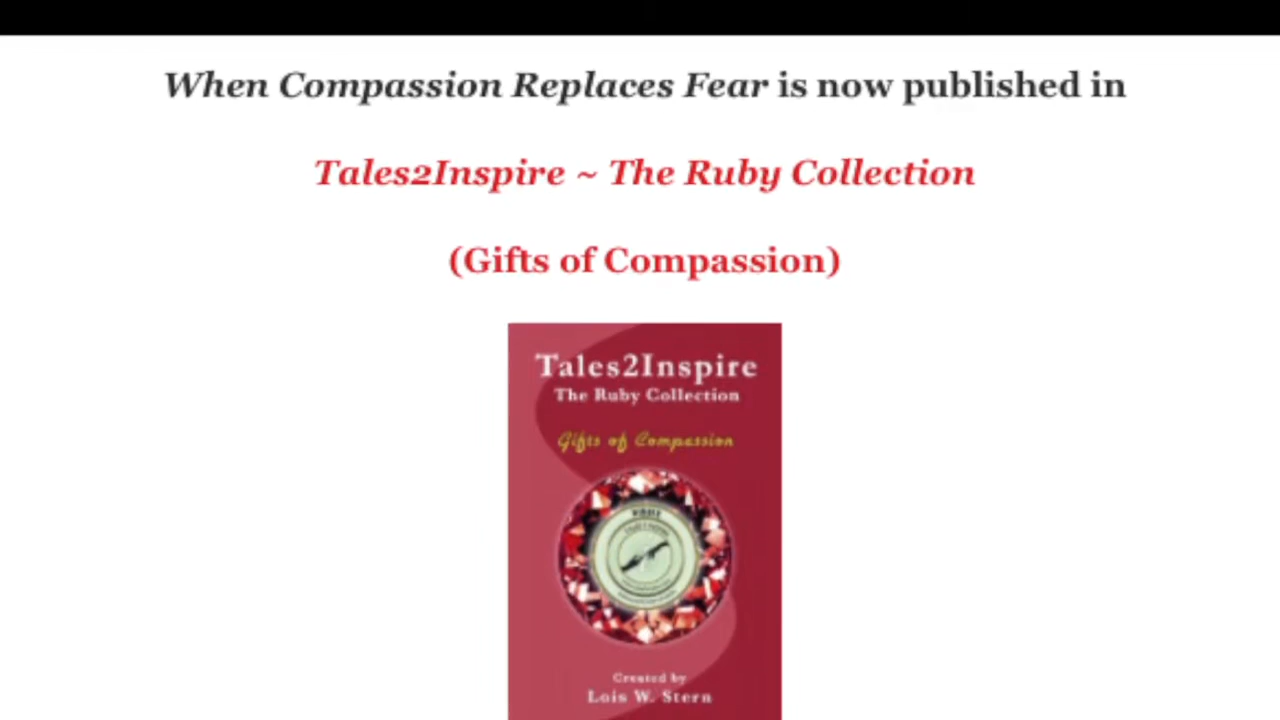 When Compassion Replaces Fear is now published in
Tales2Inspire ~ The Ruby Collection
(Gifts of Compassion)
Tales2Inspire
The Ruby Collection
Gifts of Compassion
Created by
Lois W. Stern